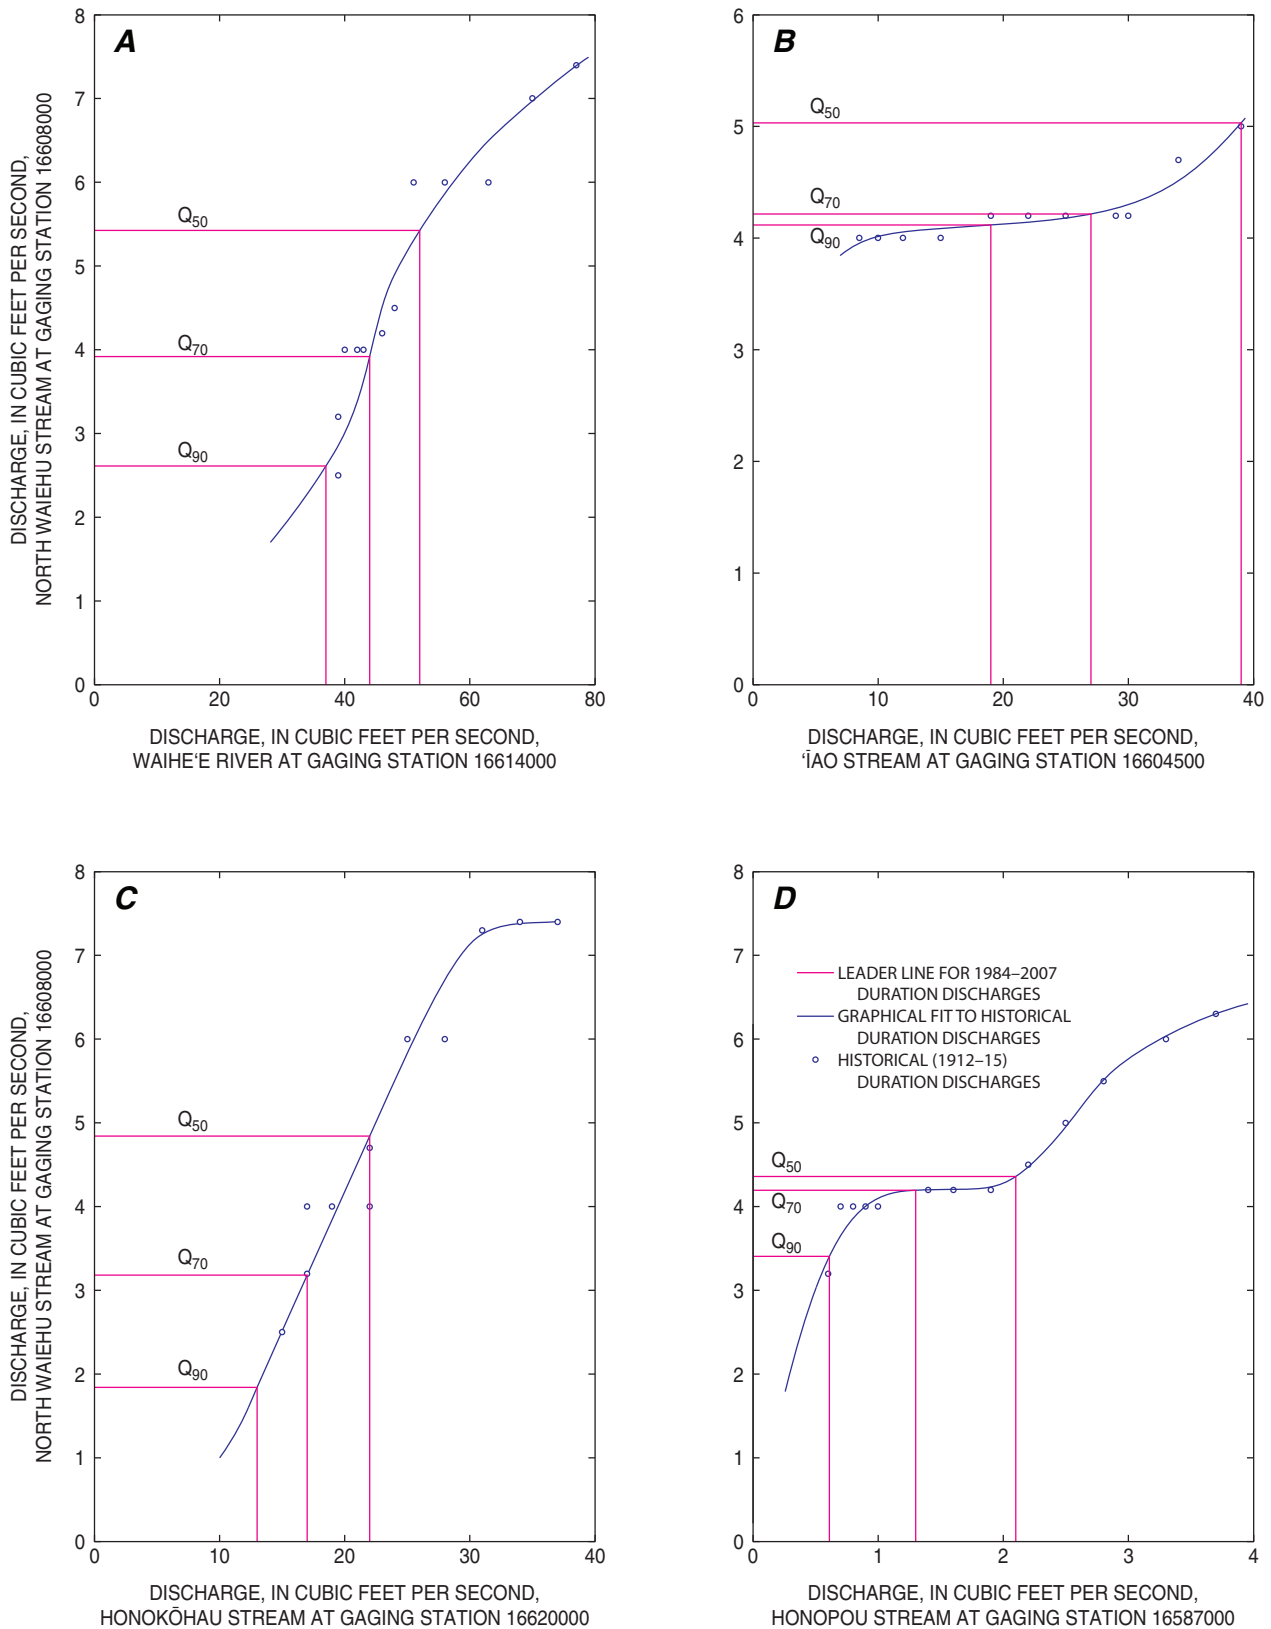 A
8
7
6
5
4
3
2
1
0
Q50
Q70
Q90
0 20 40 60 80
DISCHARGE, IN CUBIC FEET PER SECOND,
NORTH WAIEHU STREAM AT GAGING STATION 16608000
DISCHARGE, IN CUBIC FEET PER SECOND,
WAIHEʻE RIVER AT GAGING STATION 16614000
B
6
5
4
3
2
1
0
Q50
Q70
Q90
0 10 20 30 40
DISCHARGE, IN CUBIC FEET PER SECOND,
ʻĪAO STREAM AT GAGING STATION 16604500
C
8
7
6
5
4
3
2
1
0
Q50
Q70
Q90
0 10 20 30 40
DISCHARGE, IN CUBIC FEET PER SECOND,
NORTH WAIEHU STREAM AT GAGING STATION 16608000
DISCHARGE, IN CUBIC FEET PER SECOND,
HONOKŌHAU STREAM AT GAGING STATION 16620000
D
8
7
6
5
4
3
2
1
0
LEADER LINE FOR 1984–2007
DURATION DISCHARGES
GRAPHICAL FIT TO HISTORICAL
DURATION DISCHARGES
HISTORICAL (1912–15)
DURATION DISCHARGES
Q50
Q70
Q90
0 1 2 3 4
DISCHARGE, IN CUBIC FEET PER SECOND,
HONOPOU STREAM AT GAGING STATION 16587000